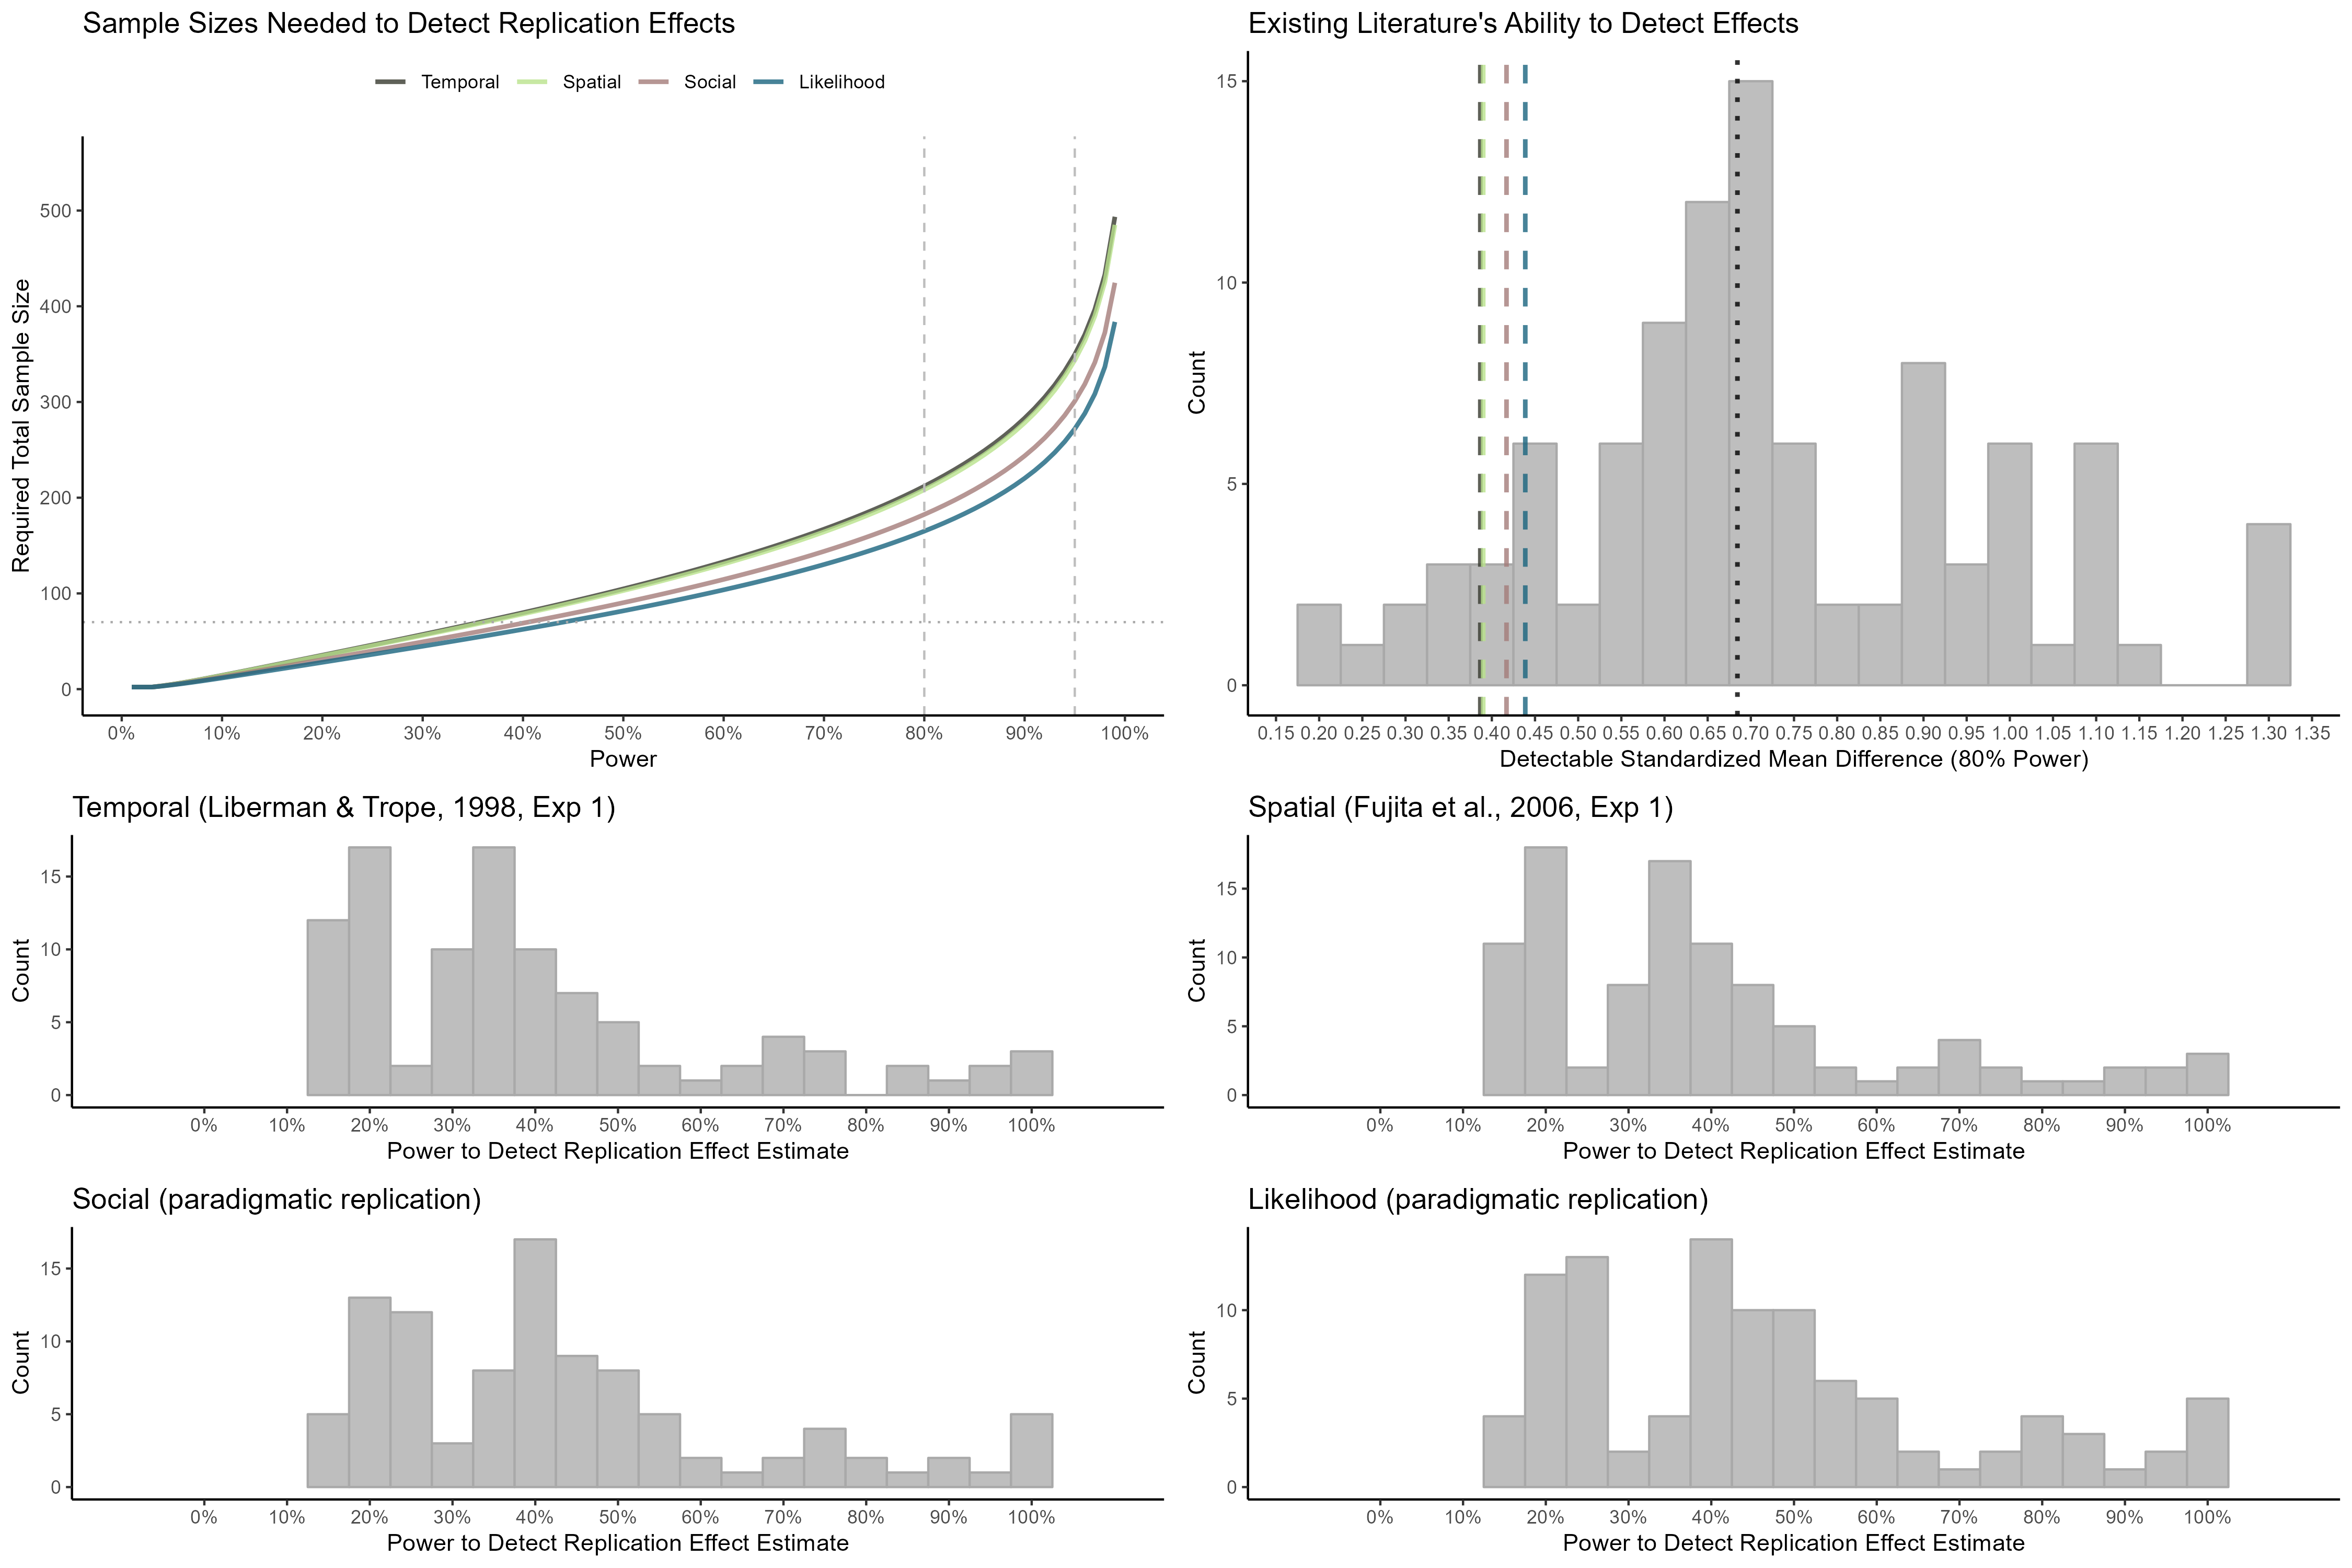 Sample Sizes Needed to Detect Replication Effects
Temporal Spatial Social Likelihood
Required Total Sample Size
500
400
300
200
100
0
0% 10% 20% 30% 40% 50% 60% 70% 80% 90% 100%
Power
Existing Literature's Ability to Detect Effects
Count
15
10
5
0
0.15 0.20 0.25 0.30 0.35 0.40 0.45 0.50 0.55 0.60 0.65 0.70 0.75 0.80 0.85 0.90 0.95 1.00 1.05 1.10 1.15 1.20 1.25 1.30 1.35
Detectable Standardized Mean Difference (80% Power)
Temporal (Liberman & Trope, 1998, Exp 1)
Count
15
10
5
0
0% 10% 20% 30% 40% 50% 60% 70% 80% 90% 100%
Power to Detect Replication Effect Estimate
Spatial (Fujita et al., 2006, Exp 1)
Count
15
10
5
0
0% 10% 20% 30% 40% 50% 60% 70% 80% 90% 100%
Power to Detect Replication Effect Estimate
Social (paradigmatic replication)
Count
15
10
5
0
0% 10% 20% 30% 40% 50% 60% 70% 80% 90% 100%
Power to Detect Replication Effect Estimate
Likelihood (paradigmatic replication)
Count
10
5
0
0% 10% 20% 30% 40% 50% 60% 70% 80% 90% 100%
Power to Detect Replication Effect Estimate